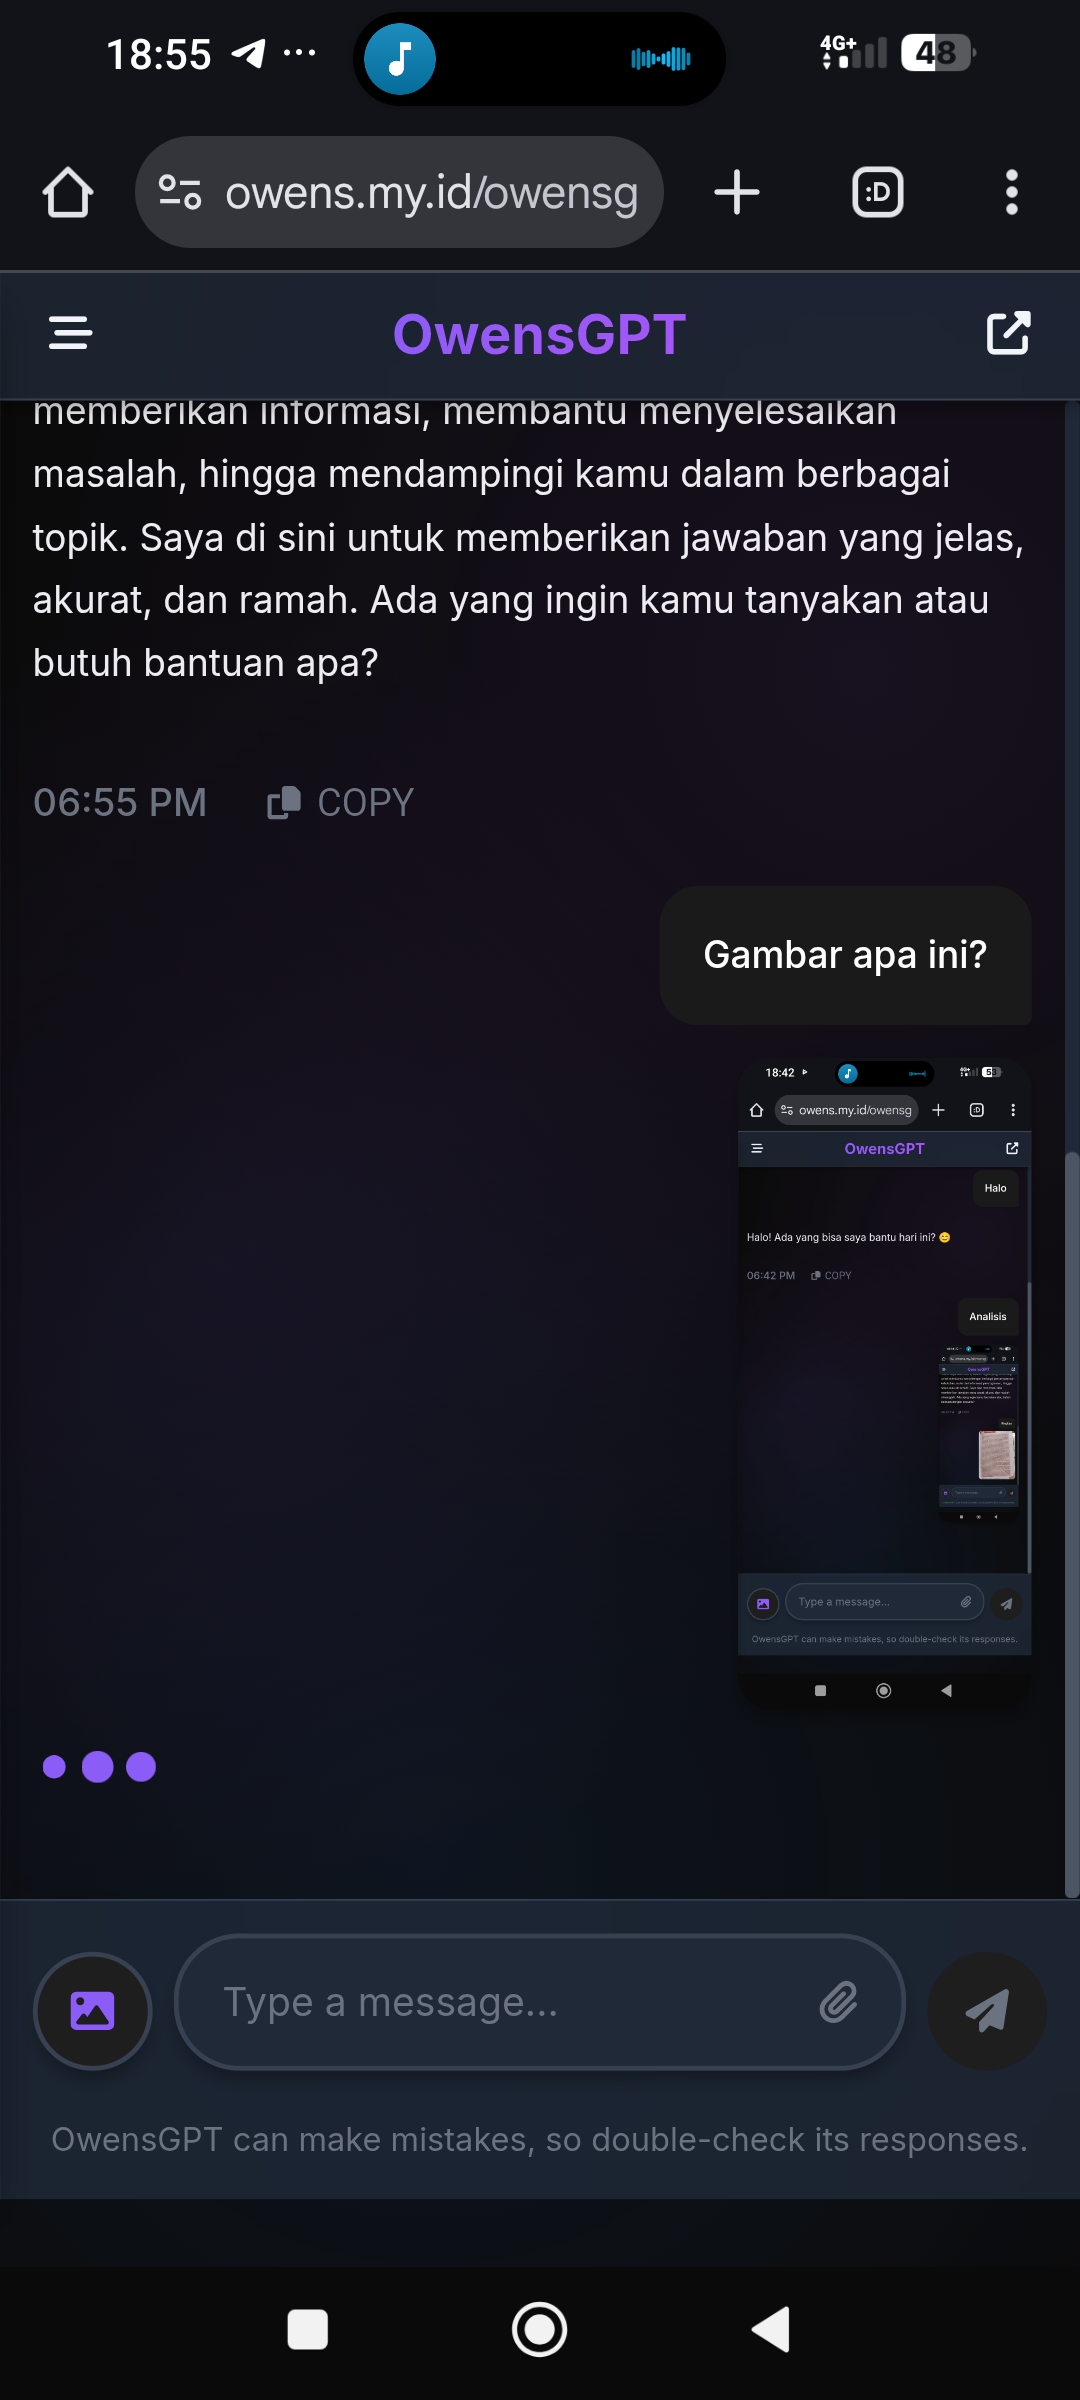 18:55
4G+
48
owens.my.id/owensg
:D
OwensGPT
memberikan informasi, membantu menyelesaikan
masalah, hingga mendampingi kamu dalam berbagai
topik. Saya di sini untuk memberikan jawaban yang jelas,
akurat, dan ramah. Ada yang ingin kamu tanyakan atau
butuh bantuan apa?
06:55 PM COPY
Gambar apa ini?
18:42
owens.my.id/owensg
:D
OwensGPT
Halo
Halo! Ada yang bisa saya bantu hari ini? 😊
06:42 PM COPY
Analisis
OwensGPT
Type a message...
OwensGPT can make mistakes, so double-check its responses.
Type a message...
OwensGPT can make mistakes, so double-check its responses.